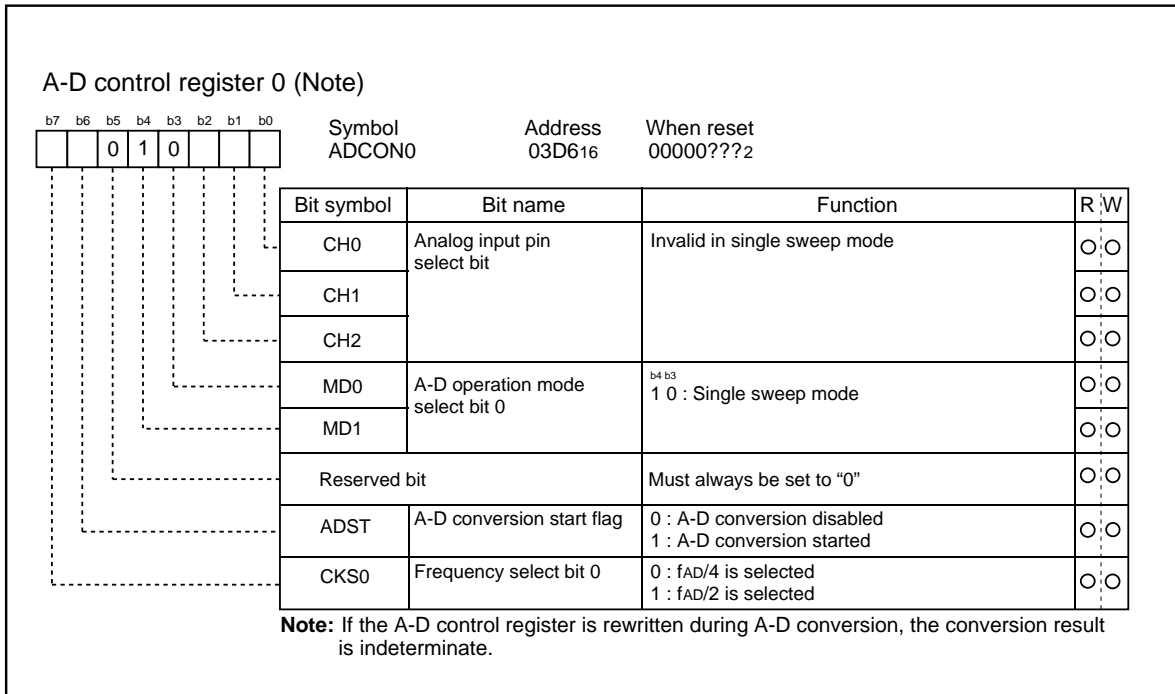 A-D control register 0 (Note)
b7 b6 b5 b4 b3 b2 b1 b0
0 1 0
Symbol Address When reset
ADCON0 03D616 00000???2
Bit symbol Bit name Function R W
CH0 Analog input pin select bit Invalid in single sweep mode O O
CH1 O O
CH2 O O
MD0 A-D operation mode select bit 0 b4 b3 1 0 : Single sweep mode O O
MD1 O O
Reserved bit Must always be set to “0” O O
ADST A-D conversion start flag 0 : A-D conversion disabled O O
1 : A-D conversion started
CKS0 Frequency select bit 0 0 : fAD/4 is selected O O
1 : fAD/2 is selected
Note: If the A-D control register is rewritten during A-D conversion, the conversion result
is indeterminate.